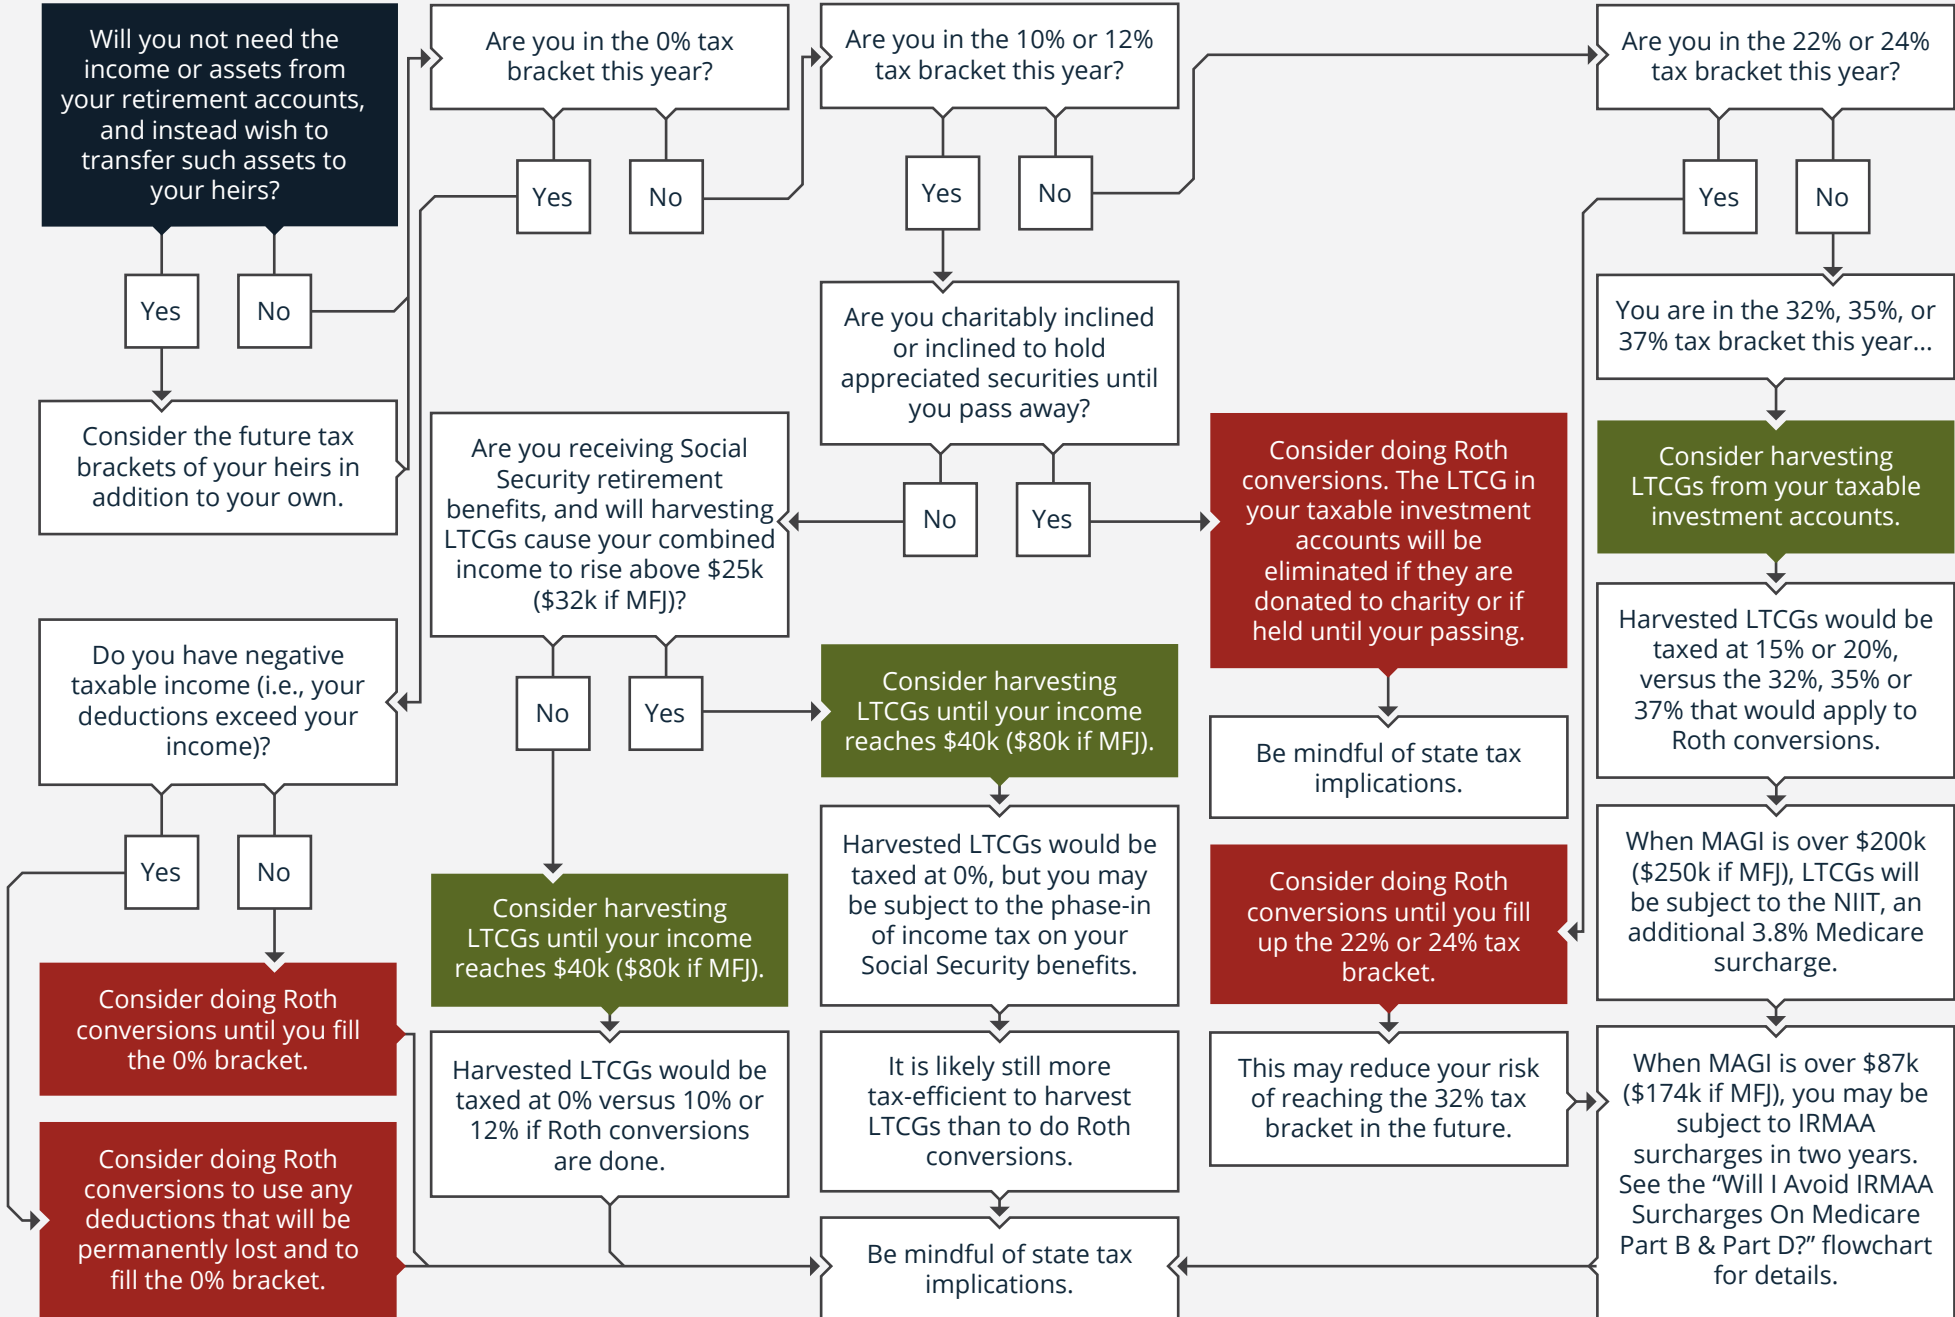 Will you not need the
income or assets from
your retirement accounts,
and instead wish to
transfer such assets to
your heirs?
Yes
No
Consider the future tax
brackets of your heirs in
addition to your own.
Are you in the 0% tax
bracket this year?
Yes
No
Do you have negative
taxable income (i.e., your
deductions exceed your
income)?
Yes
No
Consider doing Roth
conversions until you fill
the 0% bracket.
Consider doing Roth
conversions to use any
deductions that will be
permanently lost and to
fill the 0% bracket.
Are you in the 10% or 12%
tax bracket this year?
Yes
No
Are you charitably inclined
or inclined to hold
appreciated securities until
you pass away?
No
Yes
Are you receiving Social
Security retirement
benefits, and will harvesting
LTCGs cause your combined
income to rise above $25k
($32k if MFJ)?
No
Yes
Consider harvesting
LTCGs until your income
reaches $40k ($80k if MFJ).
Harvested LTCGs would be
taxed at 0% versus 10% or
12% if Roth conversions
are done.
Consider harvesting
LTCGs until your income
reaches $40k ($80k if MFJ).
Harvested LTCGs would be
taxed at 0%, but you may
be subject to the phase-in
of income tax on your
Social Security benefits.
It is likely still more
tax-efficient to harvest
LTCGs than to do Roth
conversions.
Be mindful of state tax
implications.
Consider doing Roth
conversions. The LTCG in
your taxable investment
accounts will be
eliminated if they are
donated to charity or if
held until your passing.
Be mindful of state tax
implications.
Are you in the 22% or 24%
tax bracket this year?
Yes
No
Consider doing Roth
conversions until you fill
up the 22% or 24% tax
bracket.
This may reduce your risk
of reaching the 32% tax
bracket in the future.
You are in the 32%, 35%, or
37% tax bracket this year...
Consider harvesting
LTCGs from your taxable
investment accounts.
Harvested LTCGs would be
taxed at 15% or 20%,
versus the 32%, 35% or
37% that would apply to
Roth conversions.
When MAGI is over $200k
($250k if MFJ), LTCGs will
be subject to the NIIT, an
additional 3.8% Medicare
surcharge.
When MAGI is over $87k
($174k if MFJ), you may be
subject to IRMAA
surcharges in two years.
See the “Will I Avoid IRMAA
Surcharges On Medicare
Part B & Part D?” flowchart
for details.